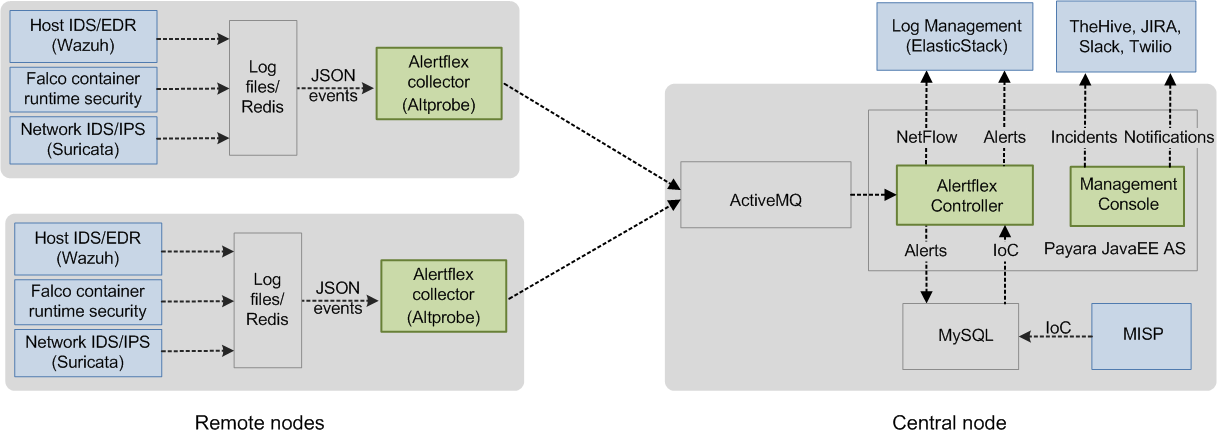 Host IDS/EDR
(Wazuh)
Falco container
runtime security
Network IDS/IPS
(Suricata)
Log
files/
Redis
JSON
events
Alertflex
collector
(Altprobe)
Host IDS/EDR
(Wazuh)
Falco container
runtime security
Network IDS/IPS
(Suricata)
Log
files/
Redis
JSON
events
Alertflex
collector
(Altprobe)
Remote nodes
Log Management
(ElasticStack)
TheHive, JIRA,
Slack, Twilio
NetFlow
Alerts
Incidents
Notifications
ActiveMQ
Alertflex
Controller
Management
Console
Alerts
IoC
Payara JavaEE AS
MySQL
IoC
MISP
Central node